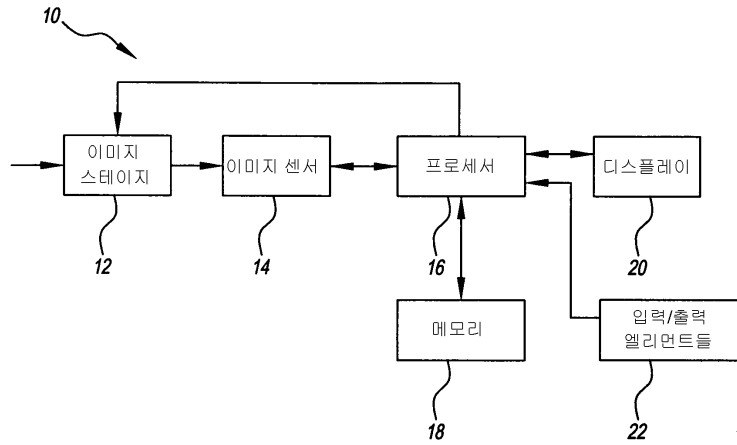 10
이미지
스테이지
이미지 센서
프로세서
디스플레이
12
14
16
20
메모리
입력/출력
엘리먼트들
18
22